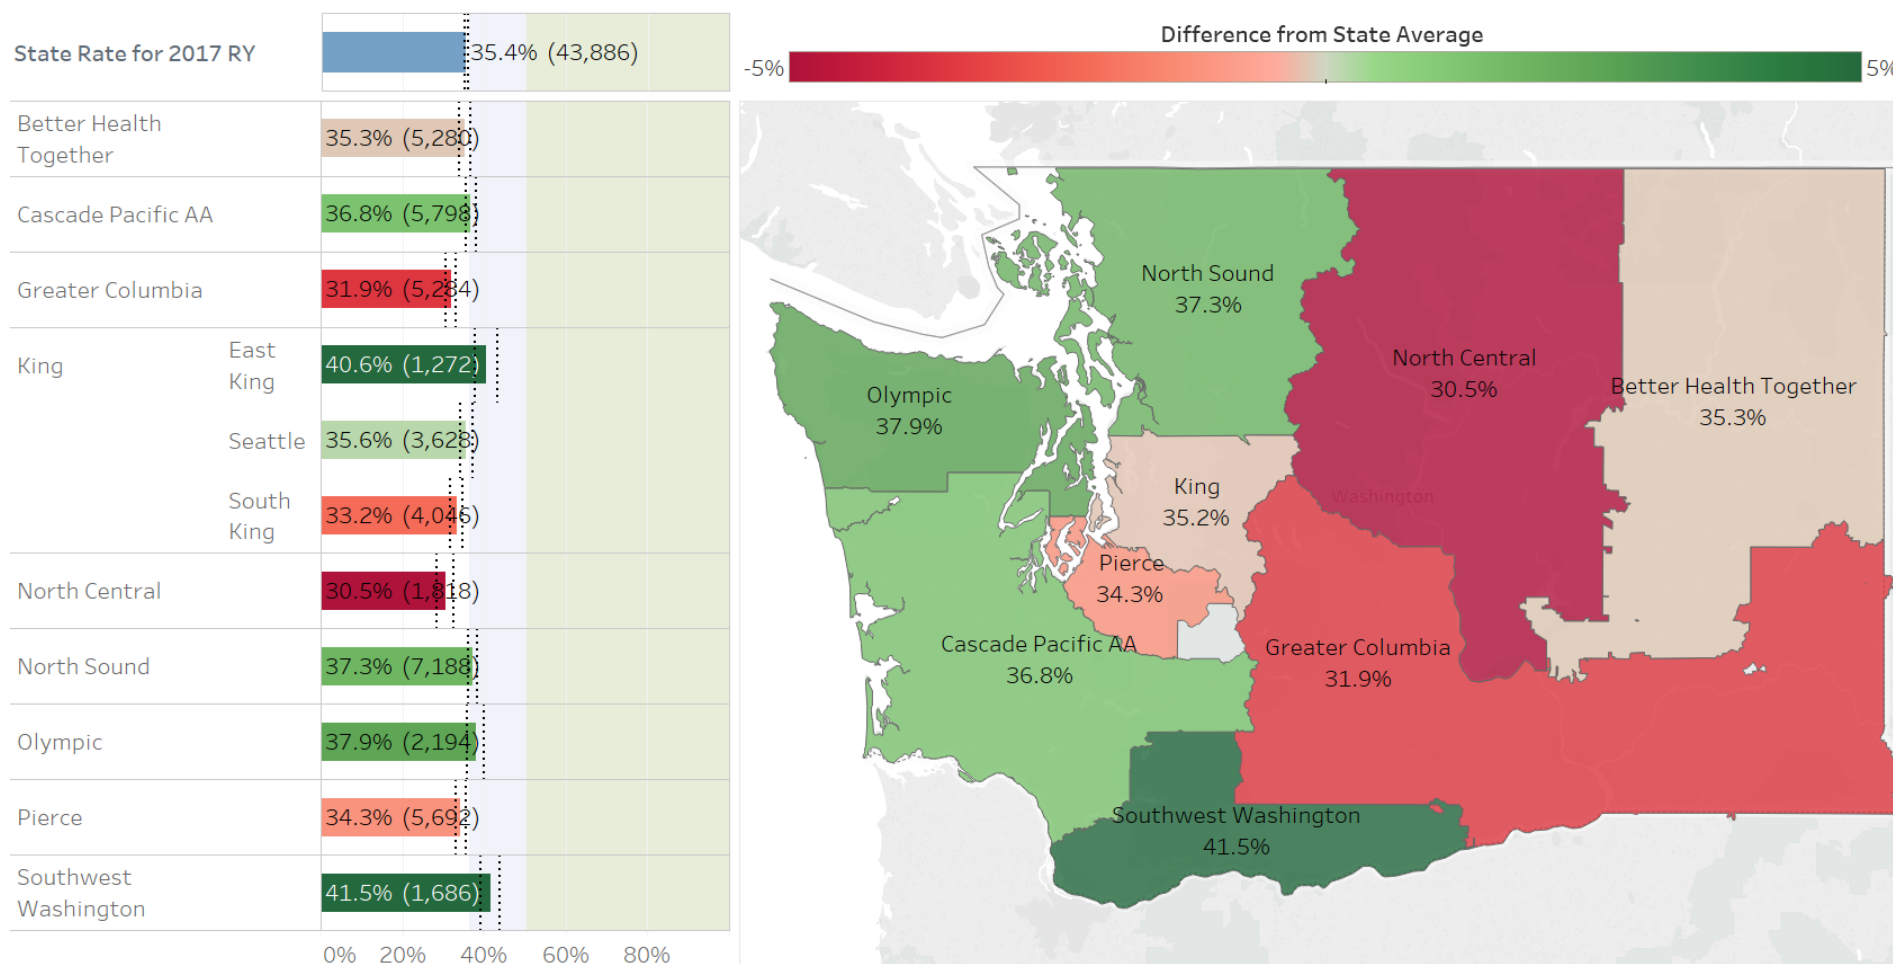 State Rate for 2017 RY
35.4% (43,886)
Better Health
Together
35.3% (5,280)
Cascade Pacific AA
36.8% (5,798)
Greater Columbia
31.9% (5,284)
King
East
King
40.6% (1,272)
Seattle
35.6% (3,628)
South
King
33.2% (4,046)
North Central
30.5% (1,818)
North Sound
37.3% (7,188)
Olympic
37.9% (2,194)
Pierce
34.3% (5,692)
Southwest
Washington
41.5% (1,686)
0% 20% 40% 60% 80%
Difference from State Average
-5%
5%
North Sound
37.3%
North Central
30.5%
Better Health Together
35.3%
Olympic
37.9%
King
35.2%
Washington
Pierce
34.3%
Cascade Pacific AA
36.8%
Greater Columbia
31.9%
Southwest Washington
41.5%